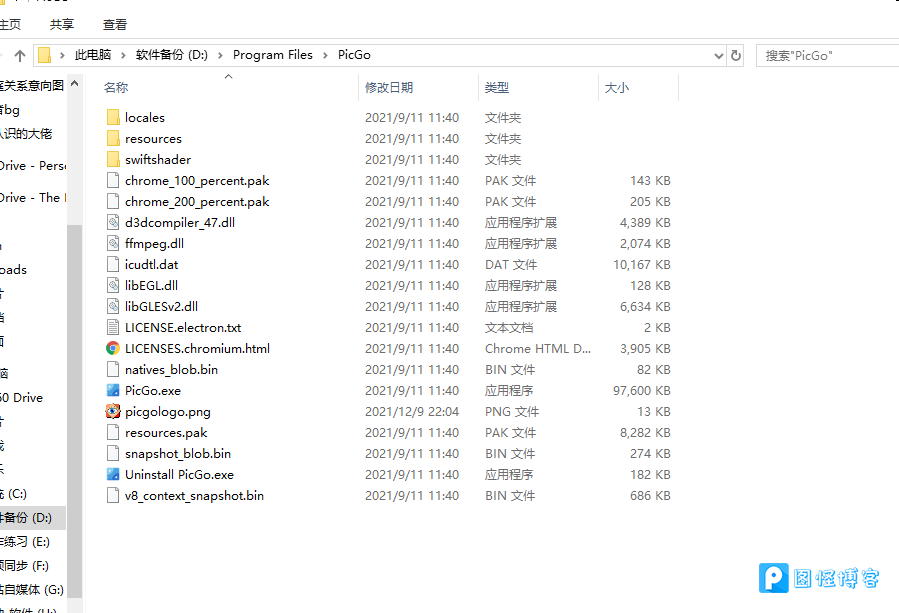 主页 共享 查看
此电脑 软件备份 (D:) Program Files PicGo 搜索"PicGo"
名称 修改日期 类型 大小
locales 2021/9/11 11:40 文件夹
resources 2021/9/11 11:40 文件夹
swiftshader 2021/9/11 11:40 文件夹
chrome_100_percent.pak 2021/9/11 11:40 PAK 文件 143 KB
chrome_200_percent.pak 2021/9/11 11:40 PAK 文件 205 KB
d3dcompiler_47.dll 2021/9/11 11:40 应用程序扩展 4,389 KB
ffmpeg.dll 2021/9/11 11:40 应用程序扩展 2,074 KB
icudtl.dat 2021/9/11 11:40 DAT 文件 10,167 KB
libEGL.dll 2021/9/11 11:40 应用程序扩展 128 KB
libGLESv2.dll 2021/9/11 11:40 应用程序扩展 6,634 KB
LICENSE.electron.txt 2021/9/11 11:40 文本文档 2 KB
LICENSES.chromium.html 2021/9/11 11:40 Chrome HTML D... 3,905 KB
natives_blob.bin 2021/9/11 11:40 BIN 文件 82 KB
PicGo.exe 2021/9/11 11:40 应用程序 97,600 KB
picgologo.png 2021/12/9 22:04 PNG 文件 13 KB
resources.pak 2021/9/11 11:40 PAK 文件 8,282 KB
snapshot_blob.bin 2021/9/11 11:40 BIN 文件 274 KB
Uninstall PicGo.exe 2021/9/11 11:40 应用程序 182 KB
v8_context_snapshot.bin 2021/9/11 11:40 BIN 文件 686 KB
关系意向图
bg
识的大佬
Drive - Pers
Drive - The
oads
60 Drive
(C:)
备份 (D:)
练习 (E:)
同步 (F:)
自媒体 (G:)
图怪博客